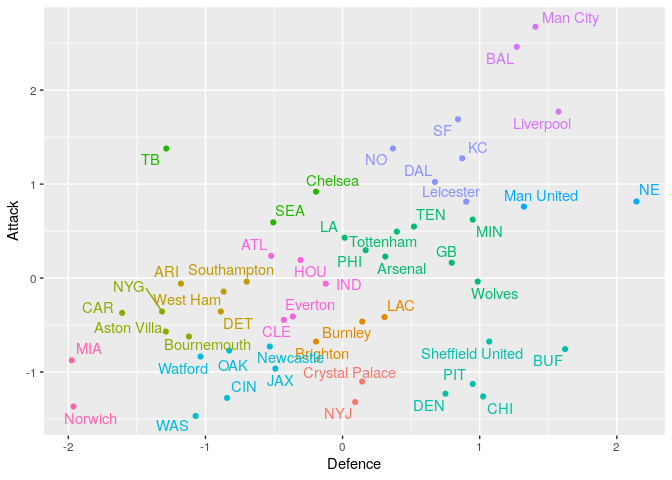 Man City
BAL
Liverpool
SF
NO
KC
TB
DAL
Chelsea
Leicester
Man United
NE
SEA
TEN
LA
MIN
Tottenham
ATL
GB
PHI
Arsenal
HOU
Southampton
ARI
IND
NYG
Wolves
West Ham
CAR
Everton
LAC
DET
Aston Villa
CLE
Burnley
Bournemouth
MIA
Brighton
Newcastle
Sheffield United
BUF
Watford
OAK
Crystal Palace
PIT
JAX
CIN
DEN
CHI
NYJ
Norwich
WAS
2
1
0
-1
-2
-1
0
1
2
Attack
Defence